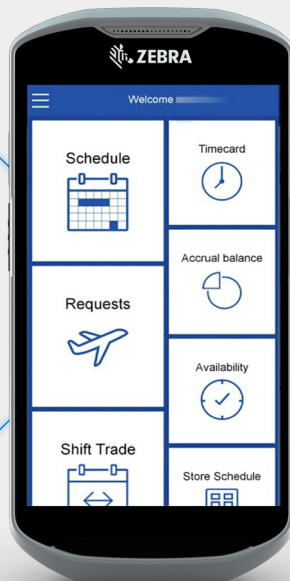 ZEBRA
Welcome
Schedule
Timecard
Accrual balance
Requests
Availability
Shift Trade
Store Schedule